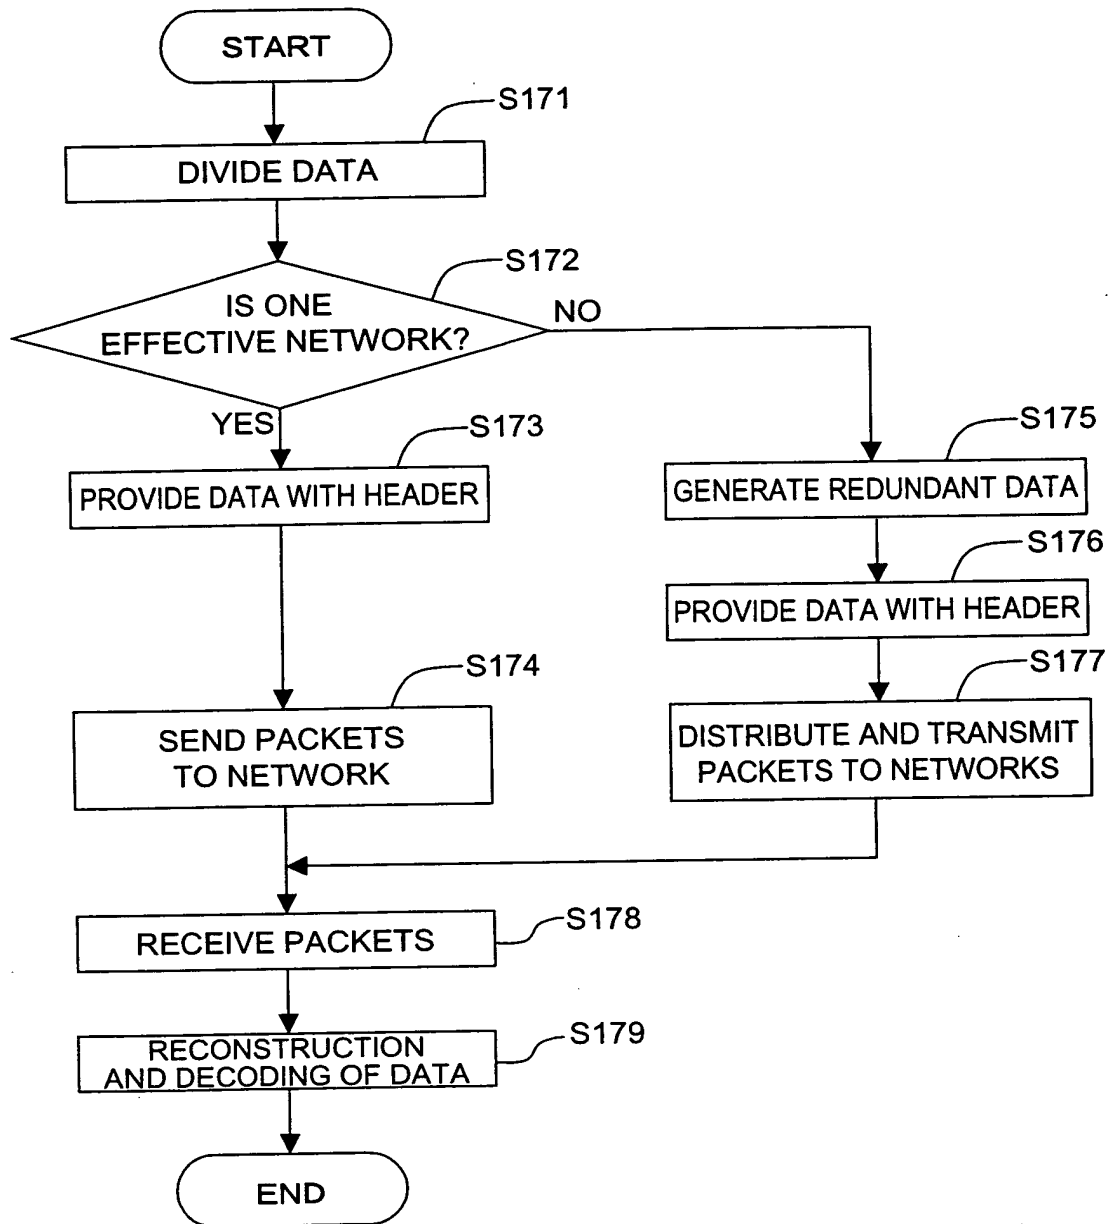 START
S171
DIVIDE DATA
S172
IS ONE
EFFECTIVE NETWORK?
NO
YES
S173
PROVIDE DATA WITH HEADER
S174
SEND PACKETS
TO NETWORK
S175
GENERATE REDUNDANT DATA
S176
PROVIDE DATA WITH HEADER
S177
DISTRIBUTE AND TRANSMIT
PACKETS TO NETWORKS
S178
RECEIVE PACKETS
S179
RECONSTRUCTION
AND DECODING OF DATA
END